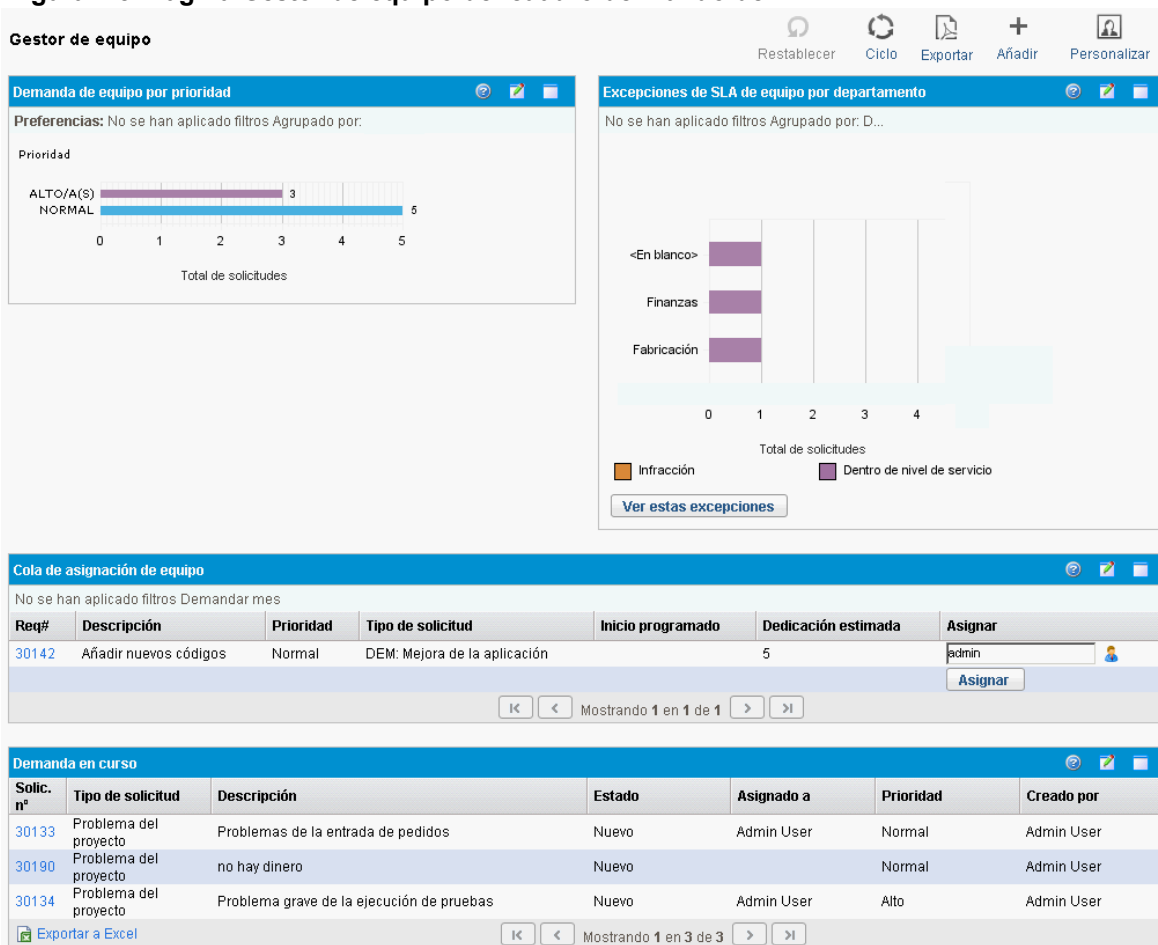 Gestor de equipo
Restablecer Ciclo Exportar Añadir Personalizar
Demanda de equipo por prioridad
Preferencias: No se han aplicado filtros Agrupado por:
Prioridad
ALTO/A(S) 3
NORMAL 5
0 1 2 3 4 5
Total de solicitudes
Excepciones de SLA de equipo por departamento
No se han aplicado filtros Agrupado por: D...
<En blanco>
Finanzas
Fabricación
0 1 2 3 4
Total de solicitudes
Infracción Dentro de nivel de servicio
Ver estas excepciones
Cola de asignación de equipo
No se han aplicado filtros Demandar mes
Req# Descripción Prioridad Tipo de solicitud Inicio programado Dedicación estimada Asignar
30142 Añadir nuevos códigos Normal DEM: Mejora de la aplicación 5 admin
Asignar
Mostrando 1 en 1 de 1
Demanda en curso
Solic. nº Tipo de solicitud Descripción Estado Asignado a Prioridad Creado por
30133 Problema del proyecto Problemas de la entrada de pedidos Nuevo Admin User Normal Admin User
30190 Problema del proyecto no hay dinero Nuevo Normal Admin User
30134 Problema del proyecto Problema grave de la ejecución de pruebas Nuevo Admin User Alto Admin User
Exportar a Excel Mostrando 1 en 3 de 3